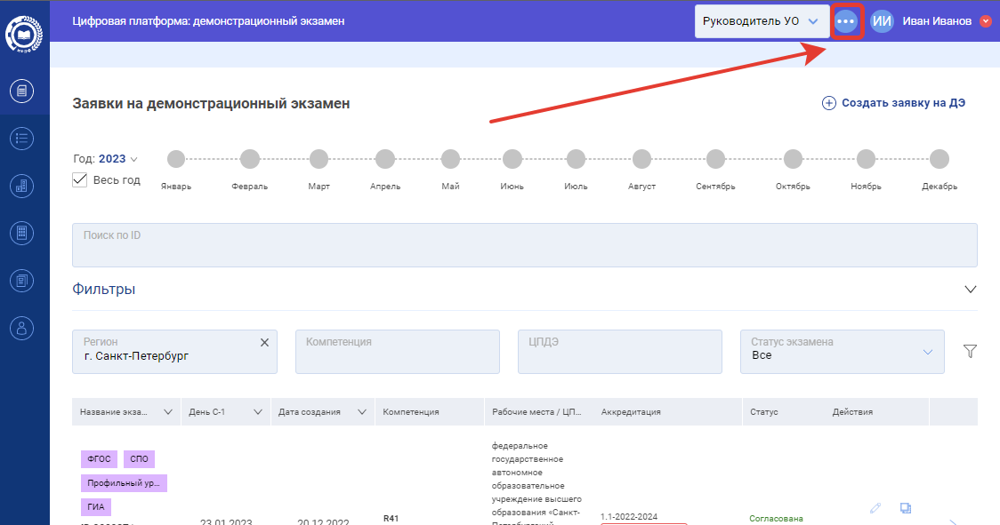 Цифровая платформа: демонстрационный экзамен
Руководитель УО
ИИ
Иван Иванов
Заявки на демонстрационный экзамен
Создать заявку на ДЭ
Год: 2023
Весь год
Январь Февраль Март Апрель Май Июнь Июль Август Сентябрь Октябрь Ноябрь Декабрь
Поиск по ID
Фильтры
Регион
г. Санкт-Петербург
Компетенция
ЦПДЭ
Статус экзамена
Все
Название экза... День С-1 Дата создания Компетенция Рабочие места / ЦП... Аккредитация Статус Действия
ФГОС СПО
Профильный ур...
ГИА
23.01.2023
20.12.2022
R41
федеральное
государственное
автономное
образовательное
учреждение высшего
образования «Санкт-
Петербургский
1.1-2022-2024
Согласована